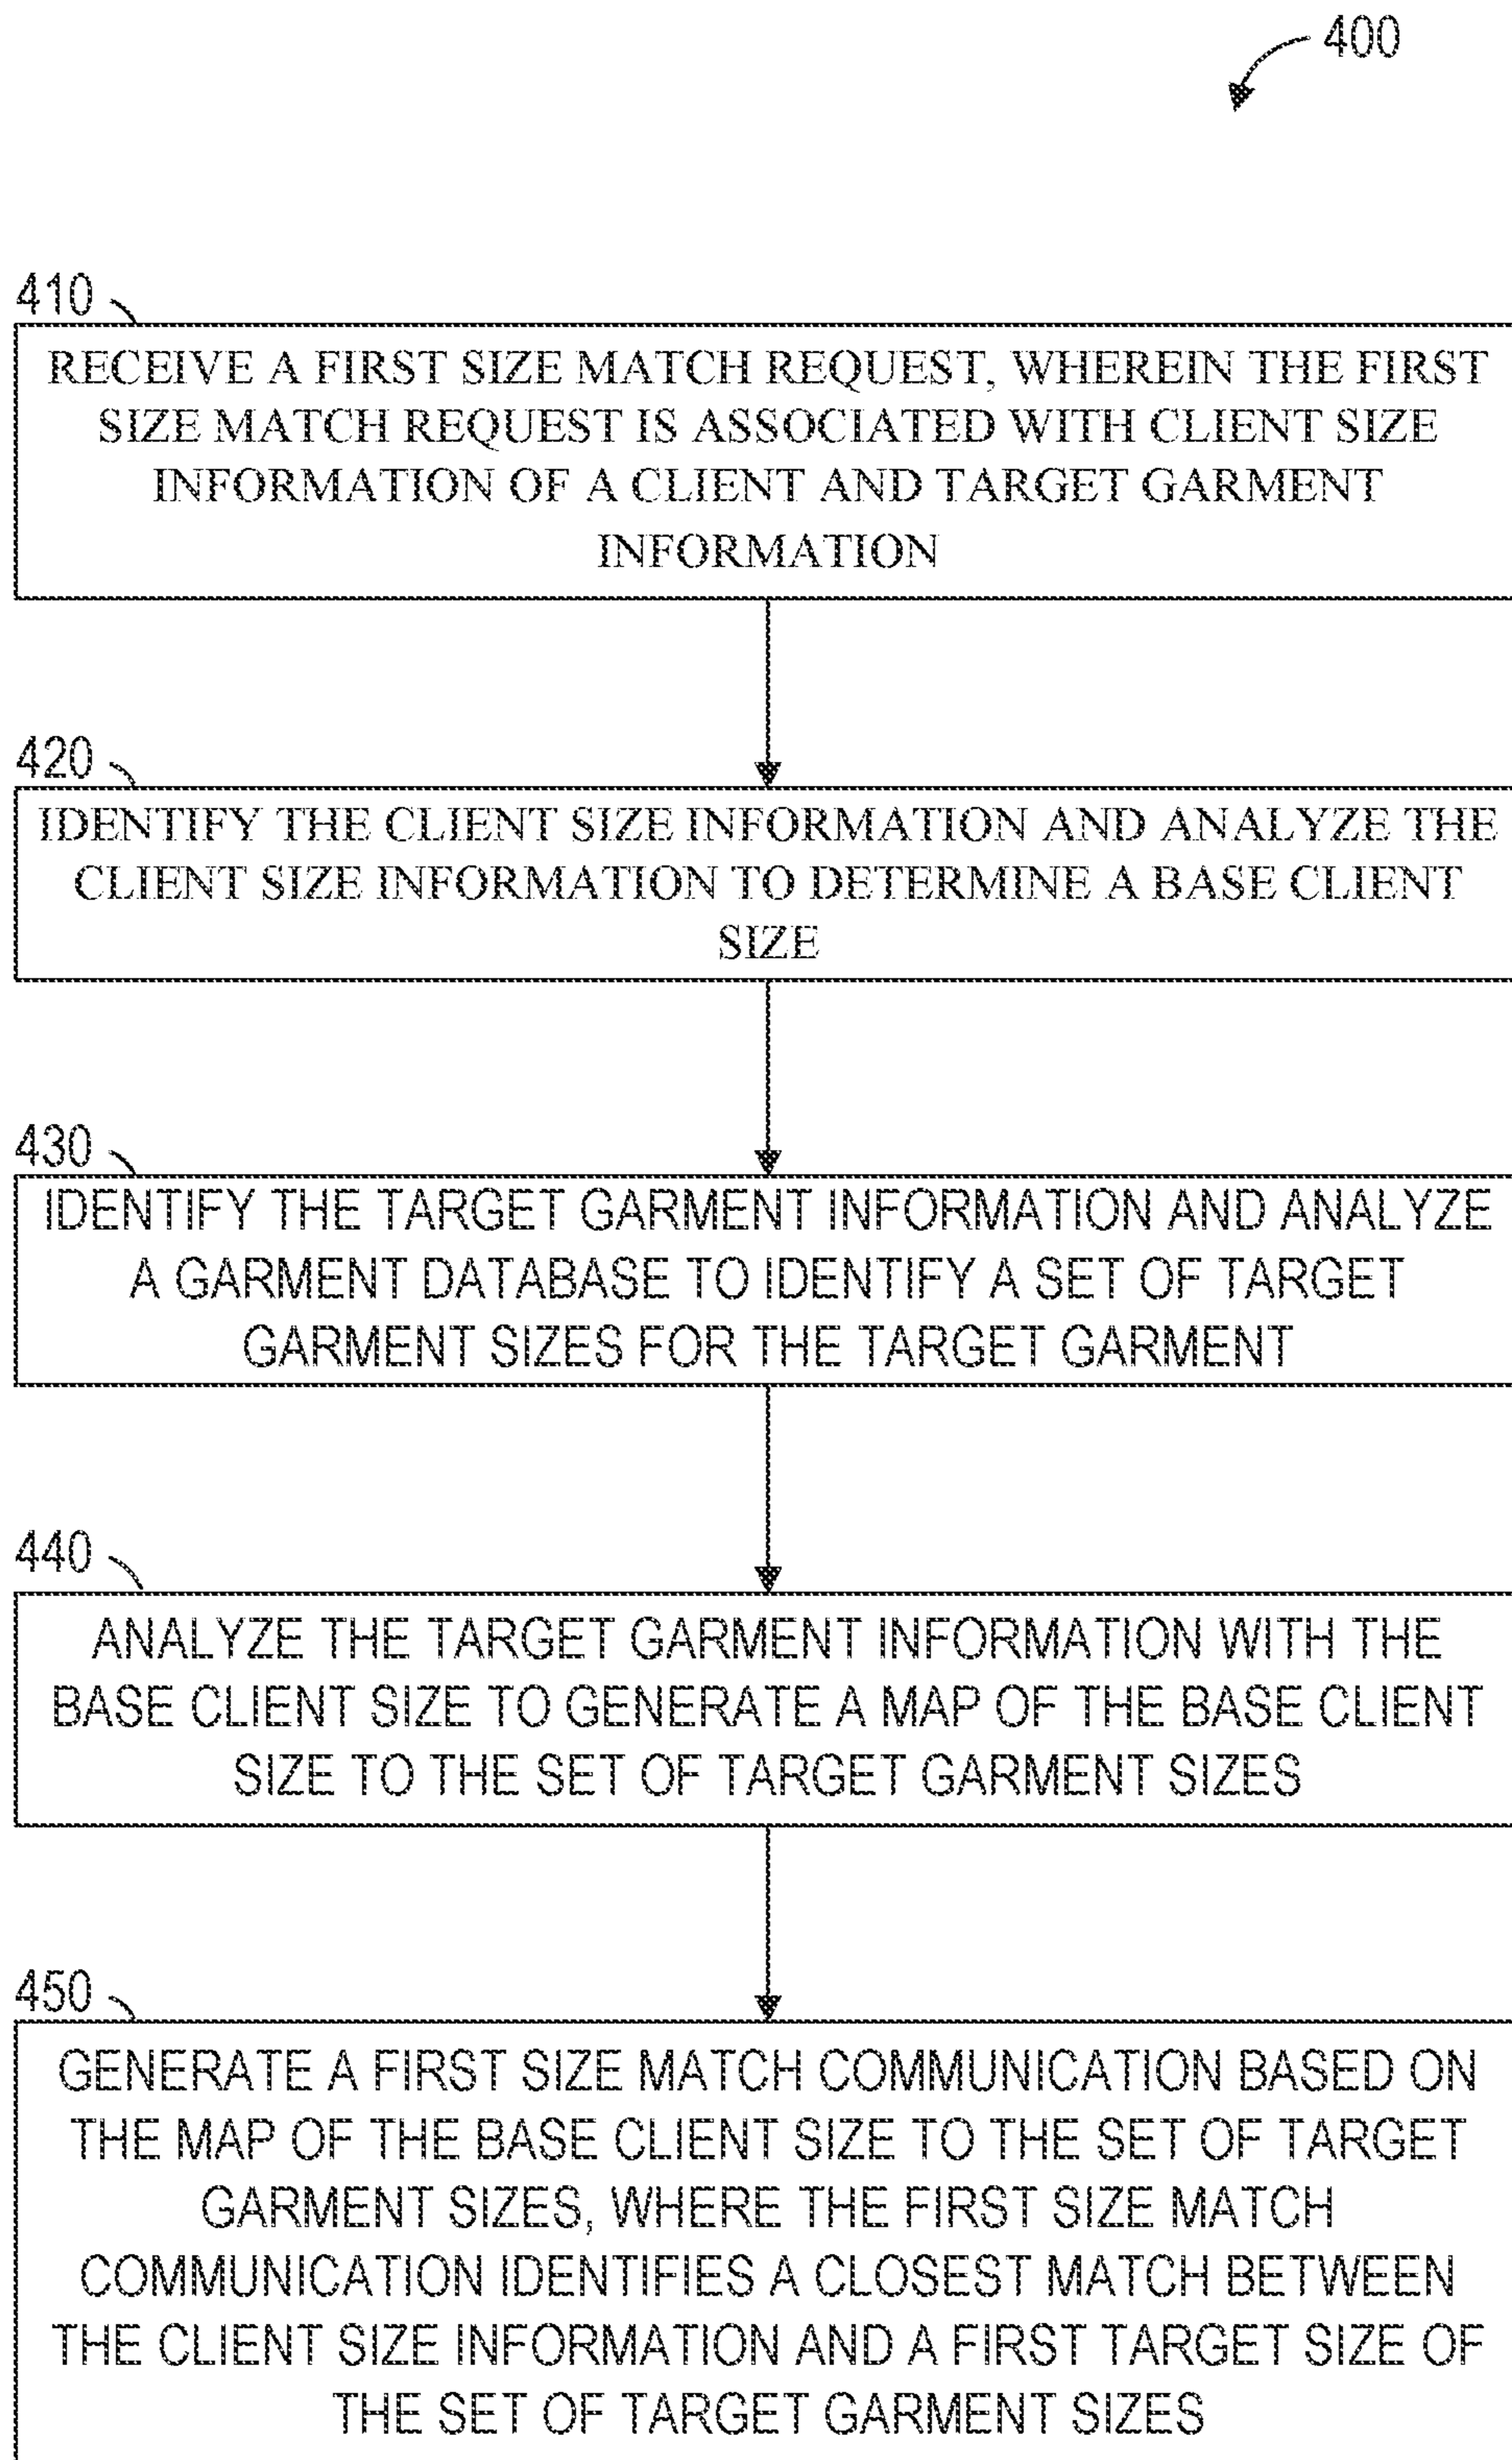 400
410
RECEIVE A FIRST SIZE MATCH REQUEST, WHEREIN THE FIRST
SIZE MATCH REQUEST IS ASSOCIATED WITH CLIENT SIZE
INFORMATION OF A CLIENT AND TARGET GARMENT
INFORMATION
420
IDENTIFY THE CLIENT SIZE INFORMATION AND ANALYZE THE
CLIENT SIZE INFORMATION TO DETERMINE A BASE CLIENT
SIZE
430
IDENTIFY THE TARGET GARMENT INFORMATION AND ANALYZE
A GARMENT DATABASE TO IDENTIFY A SET OF TARGET
GARMENT SIZES FOR THE TARGET GARMENT
440
ANALYZE THE TARGET GARMENT INFORMATION WITH THE
BASE CLIENT SIZE TO GENERATE A MAP OF THE BASE CLIENT
SIZE TO THE SET OF TARGET GARMENT SIZES
450
GENERATE A FIRST SIZE MATCH COMMUNICATION BASED ON
THE MAP OF THE BASE CLIENT SIZE TO THE SET OF TARGET
GARMENT SIZES, WHERE THE FIRST SIZE MATCH
COMMUNICATION IDENTIFIES A CLOSEST MATCH BETWEEN
THE CLIENT SIZE INFORMATION AND A FIRST TARGET SIZE OF
THE SET OF TARGET GARMENT SIZES